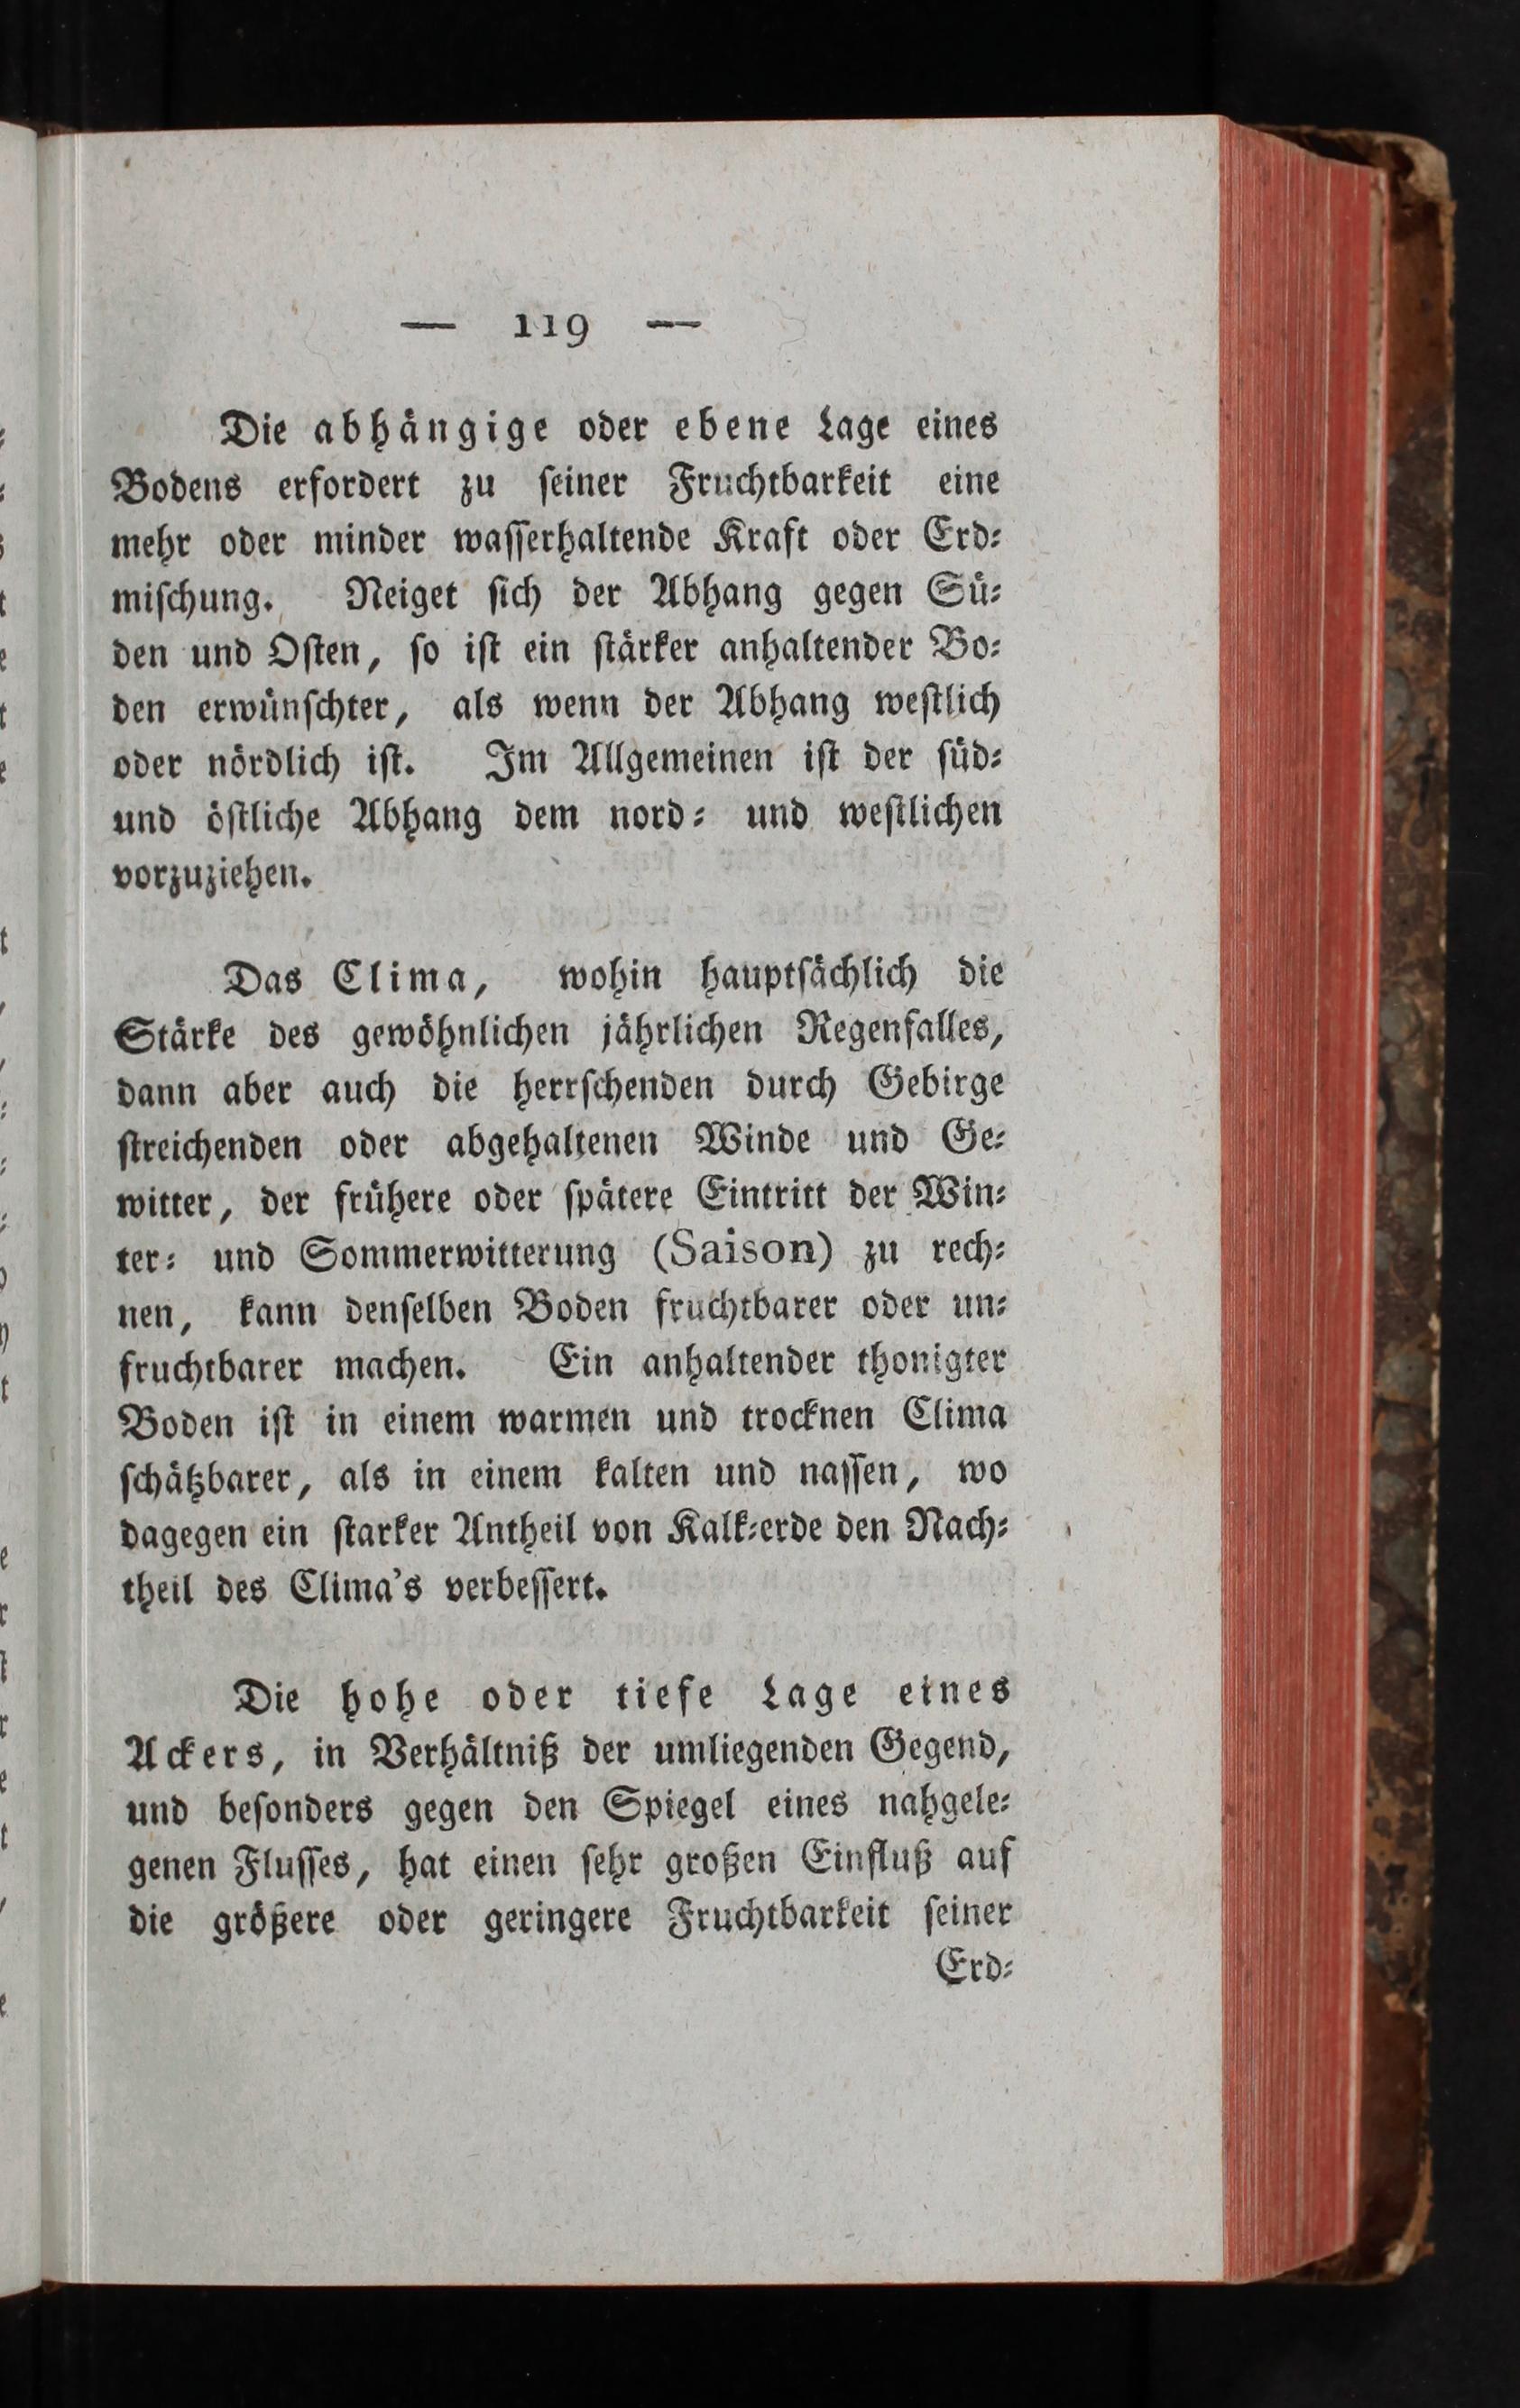 — 119 —
Die abhängige oder ebene Lage eines
Bodens erfordert zu ſeiner Fruchtbarkeit eine
mehr oder minder waſſerhaltende Kraft oder Erd⸗
miſchung. Neiget ſich der Abhang gegen Sü⸗
den und Oſten, ſo iſt ein ſtärker anhaltender Bo⸗
den erwünſchter, als wenn der Abhang weſtlich
oder nördlich iſt. Im Allgemeinen iſt der ſüd⸗
und öſtliche Abhang dem nord⸗ und weſtlichen
vorzuziehen.
Das Clima, wohin hauptſächlich die
Stärke des gewöhnlichen jährlichen Regenfalles,
dann aber auch die herrſchenden durch Gebirge
ſtreichenden oder abgehaltenen Winde und Ge⸗
witter, der frühere oder ſpätere Eintritt der Win⸗
ter⸗ und Sommerwitterung (Saison) zu rech⸗
nen, kann denſelben Boden fruchtbarer oder un⸗
fruchtbarer machen. Ein anhaltender thonigter
Boden iſt in einem warmen und trocknen Clima
ſchätzbarer, als in einem kalten und naſſen, wo
dagegen ein ſtarker Antheil von Kalk⸗erde den Nach⸗
theil des Clima's verbeſſert.
Die hohe oder tiefe Lage eines
Ackers, in Verhältniß der umliegenden Gegend,
und beſonders gegen den Spiegel eines nahgele⸗
genen Fluſſes, hat einen ſehr großen Einfluß auf
die größere oder geringere Fruchtbarkeit ſeiner
Erd⸗